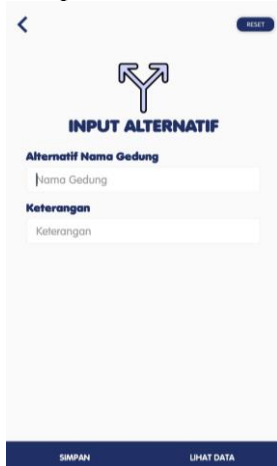 RESET
INPUT ALTERNATIF
Alternatif Nama Gedung
Nama Gedung
Keterangan
Keterangan
SIMPAN LIHAT DATA